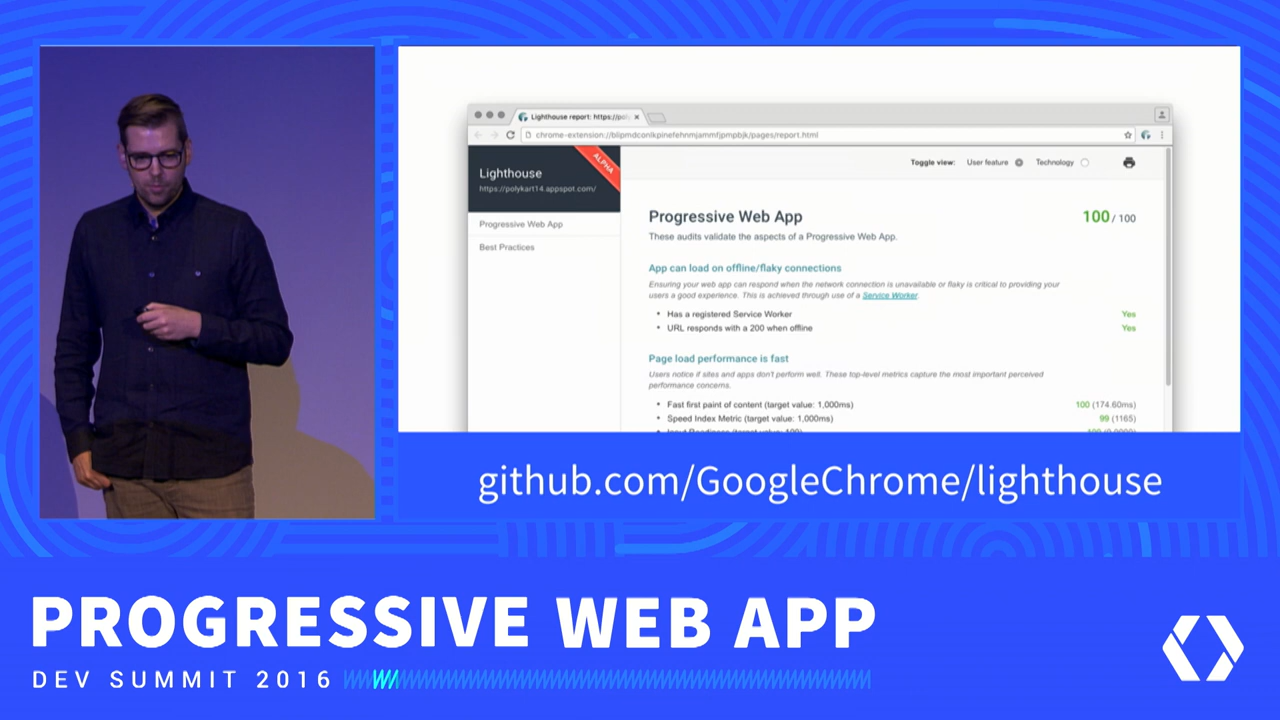 Lighthouse report: https://poly
chrome-extension://blipmdconlkpinefehnmjammfjpmpbjk/pages/report.html
ALPHA
Lighthouse
https://polykart14.appspot.com/
Progressive Web App
Best Practices
Toggle view: User feature Technology
Progressive Web App 100 / 100
These audits validate the aspects of a Progressive Web App.
App can load on offline/flaky connections
Ensuring your web app can respond when the network connection is unavailable or flaky is critical to providing your
users a good experience. This is achieved through use of a Service Worker.
• Has a registered Service Worker Yes
• URL responds with a 200 when offline Yes
Page load performance is fast
Users notice if sites and apps don't perform well. These top-level metrics capture the most important perceived
performance concerns.
• Fast first paint of content (target value: 1,000ms) 100 (174.60ms)
• Speed Index Metric (target value: 1,000ms) 99 (1165)
github.com/GoogleChrome/lighthouse
PROGRESSIVE WEB APP
DEV SUMMIT 2016